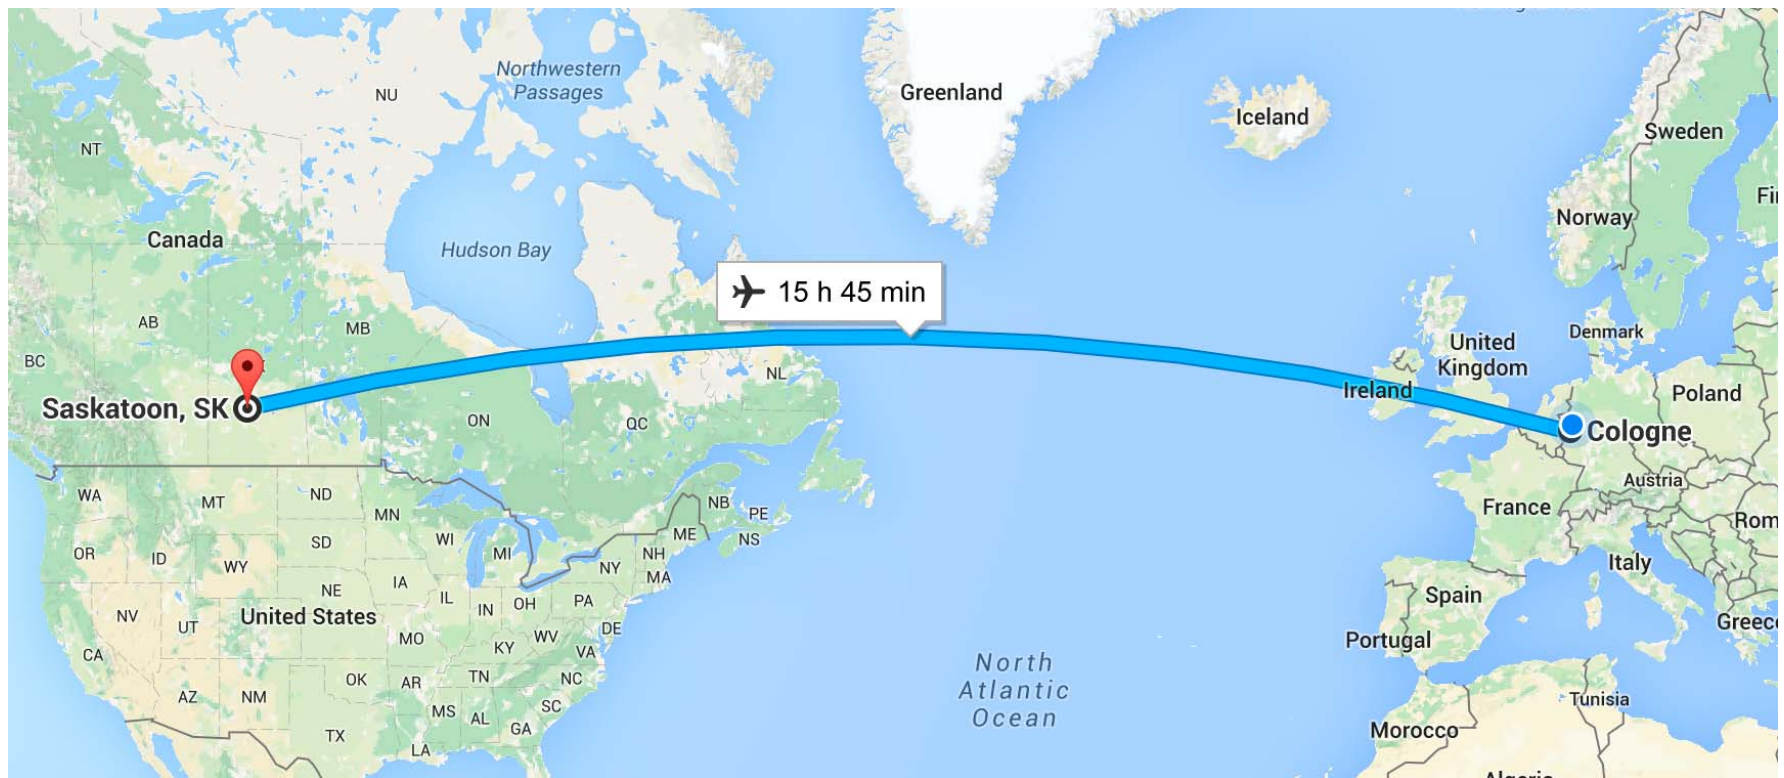 Northwestern
Passages
NU
Greenland
Iceland
Sweden
NT
Norway
Fi
Canada
Hudson Bay
15 h 45 min
AB
MB
Denmark
BC
United
Kingdom
NL
Ireland
Poland
Saskatoon, SK
ON
QC
Cologne
Austria
WA
MT
ND
MN
NB
PE
NS
ME
France
Rom
OR
ID
SD
WI
MI
NH
WY
NY
MA
Italy
NE
IA
IL
IN
OH
PA
Spain
NV
UT
United States
MO
KY
WV
DE
VA
Greec
Portugal
CA
AZ
NM
OK
AR
TN
NC
North
Atlantic
Ocean
Tunisia
MS
AL
SC
GA
TX
LA
Morocco
Algeria